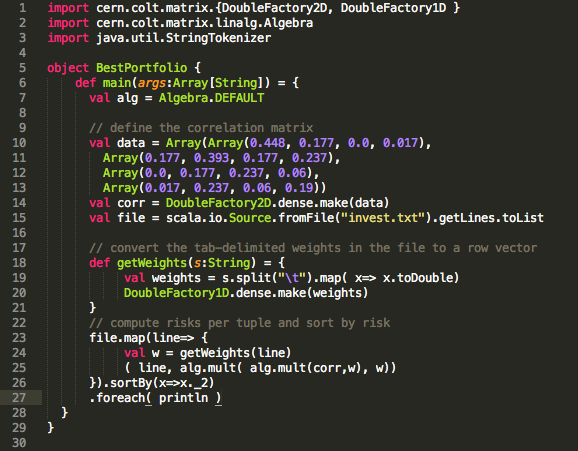 1 import cern.colt.matrix.{DoubleFactory2D, DoubleFactory1D }
2 import cern.colt.matrix.linalg.Algebra
3 import java.util.StringTokenizer
4
5 object BestPortfolio {
6     def main(args:Array[String]) = {
7       val alg = Algebra.DEFAULT
8
9       // define the correlation matrix
10       val data = Array(Array(0.448, 0.177, 0.0, 0.017),
11         Array(0.177, 0.393, 0.177, 0.237),
12         Array(0.0, 0.177, 0.237, 0.06),
13         Array(0.017, 0.237, 0.06, 0.19))
14       val corr = DoubleFactory2D.dense.make(data)
15       val file = scala.io.Source.fromFile("invest.txt").getLines.toList
16
17       // convert the tab-delimited weights in the file to a row vector
18       def getWeights(s:String) = {
19            val weights = s.split("\t").map( x=> x.toDouble)
20            DoubleFactory1D.dense.make(weights)
21       }
22       // compute risks per tuple and sort by risk
23       file.map(line=> {
24            val w = getWeights(line)
25            ( line, alg.mult( alg.mult(corr,w), w))
26       }).sortBy(x=>x._2)
27       .foreach( println )
28   }
29 }
30